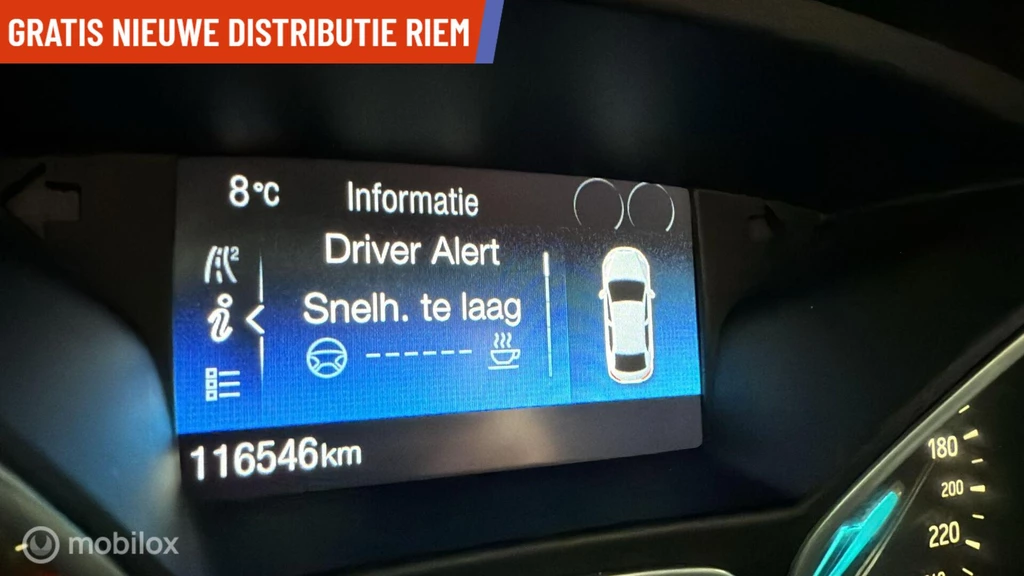 GRATIS NIEUWE DISTRIBUTIE RIEM
8°C
Informatie
Driver Alert
Snelh. te laag
116546km
180
200
220
mobilox